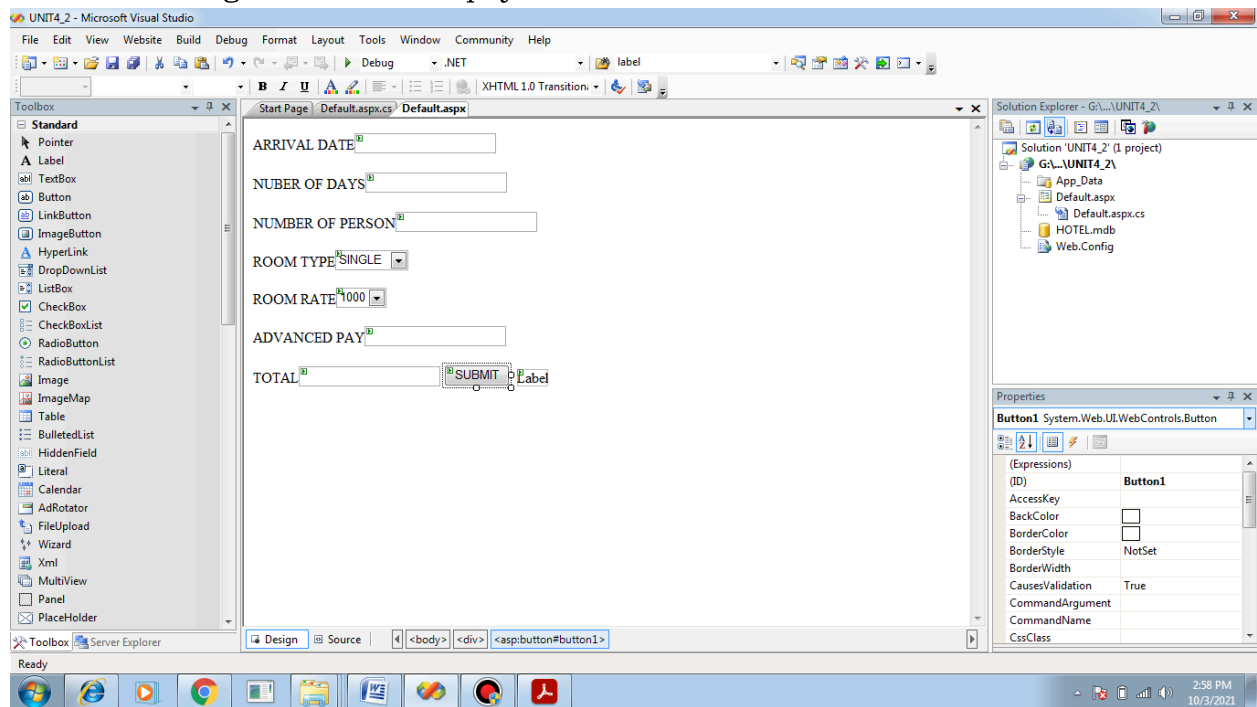 UNIT4_2 - Microsoft Visual Studio
File Edit View Website Build Debug Format Layout Tools Window Community Help
Debug .NET label
B I U A XHTML 1.0 Transition
Toolbox
Standard
Pointer
A Label
abl TextBox
ab Button
ab LinkButton
ImageButton
A HyperLink
DropDownList
ListBox
CheckBox
CheckBoxList
RadioButton
RadioButtonList
Image
ImageMap
Table
BulletedList
abl HiddenField
Literal
Calendar
AdRotator
FileUpload
Wizard
Xml
MultiView
Panel
PlaceHolder
Toolbox Server Explorer
Start Page Default.aspx.cs Default.aspx
ARRIVAL DATE
NUBER OF DAYS
NUMBER OF PERSON
ROOM TYPE SINGLE
ROOM RATE 1000
ADVANCED PAY
TOTAL SUBMIT Label
Design Source <body> <div> <asp:button#button1>
Solution Explorer - G:\...\UNIT4_2\
Solution 'UNIT4_2' (1 project)
G:\...\UNIT4_2\
App_Data
Default.aspx
Default.aspx.cs
HOTEL.mdb
Web.Config
Properties
Button1 System.Web.UI.WebControls.Button
(Expressions)
(ID) Button1
AccessKey
BackColor
BorderColor
BorderStyle NotSet
BorderWidth
CausesValidation True
CommandArgument
CommandName
CssClass
Ready
2:58 PM
10/3/2021